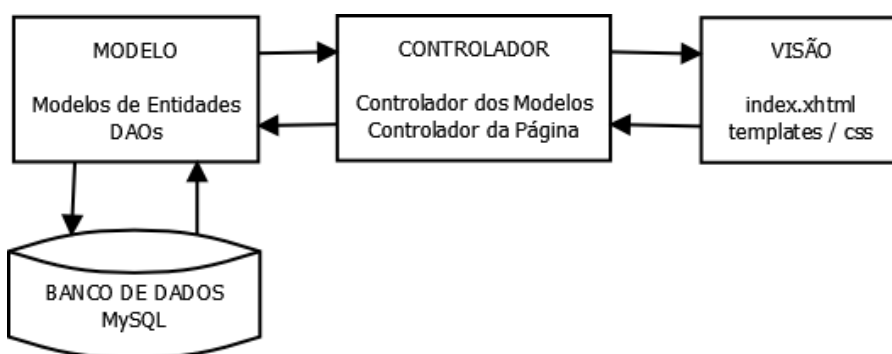 MODELO
Modelos de Entidades
DAOs
CONTROLADOR
Controlador dos Modelos
Controlador da Página
VISÃO
index.xhtml
templates / css
BANCO DE DADOS
MySQL